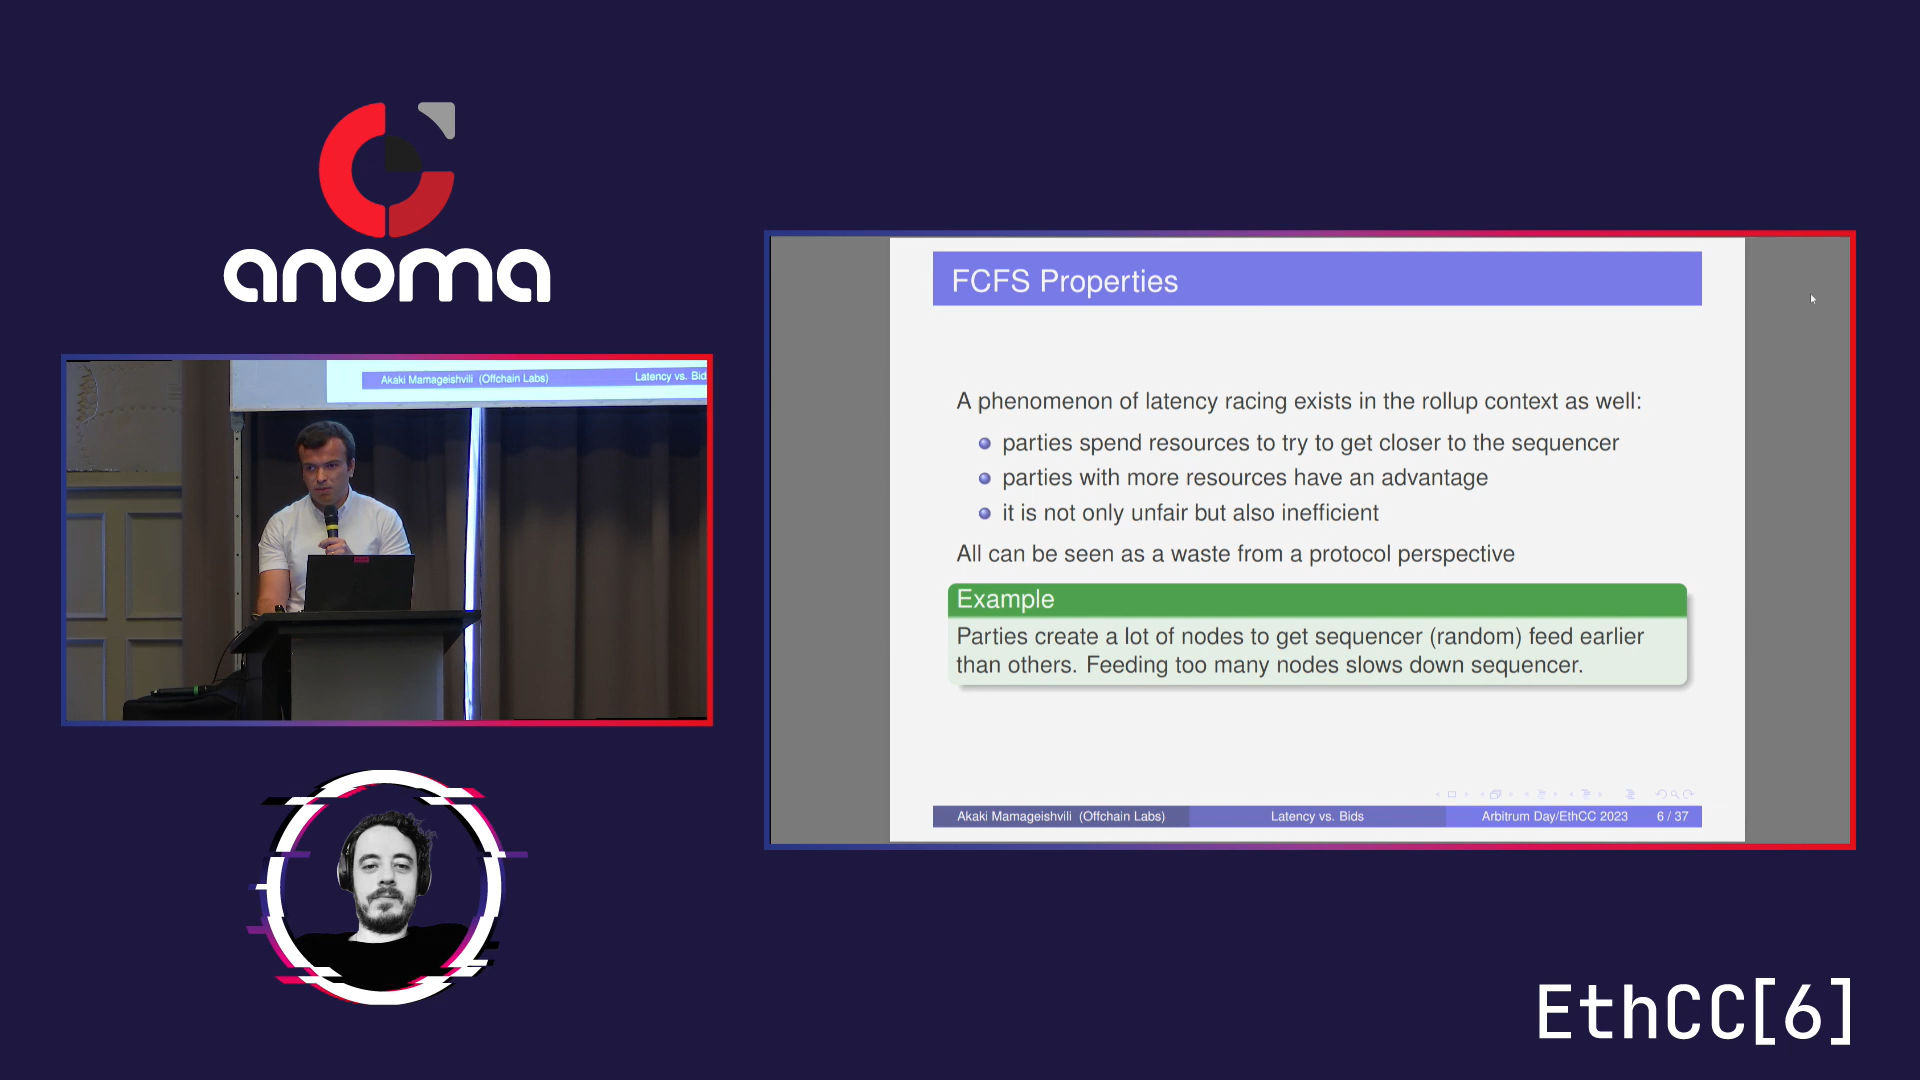 anoma
Akaki Mamageishvili (Offchain Labs)
Latency vs. Bid
FCFS Properties
A phenomenon of latency racing exists in the rollup context as well:
parties spend resources to try to get closer to the sequencer
parties with more resources have an advantage
it is not only unfair but also inefficient
All can be seen as a waste from a protocol perspective
Example
Parties create a lot of nodes to get sequencer (random) feed earlier
than others. Feeding too many nodes slows down sequencer.
Akaki Mamageishvili (Offchain Labs)
Latency vs. Bids
Arbitrum Day/EthCC 2023
6 / 37
EthCC[6]